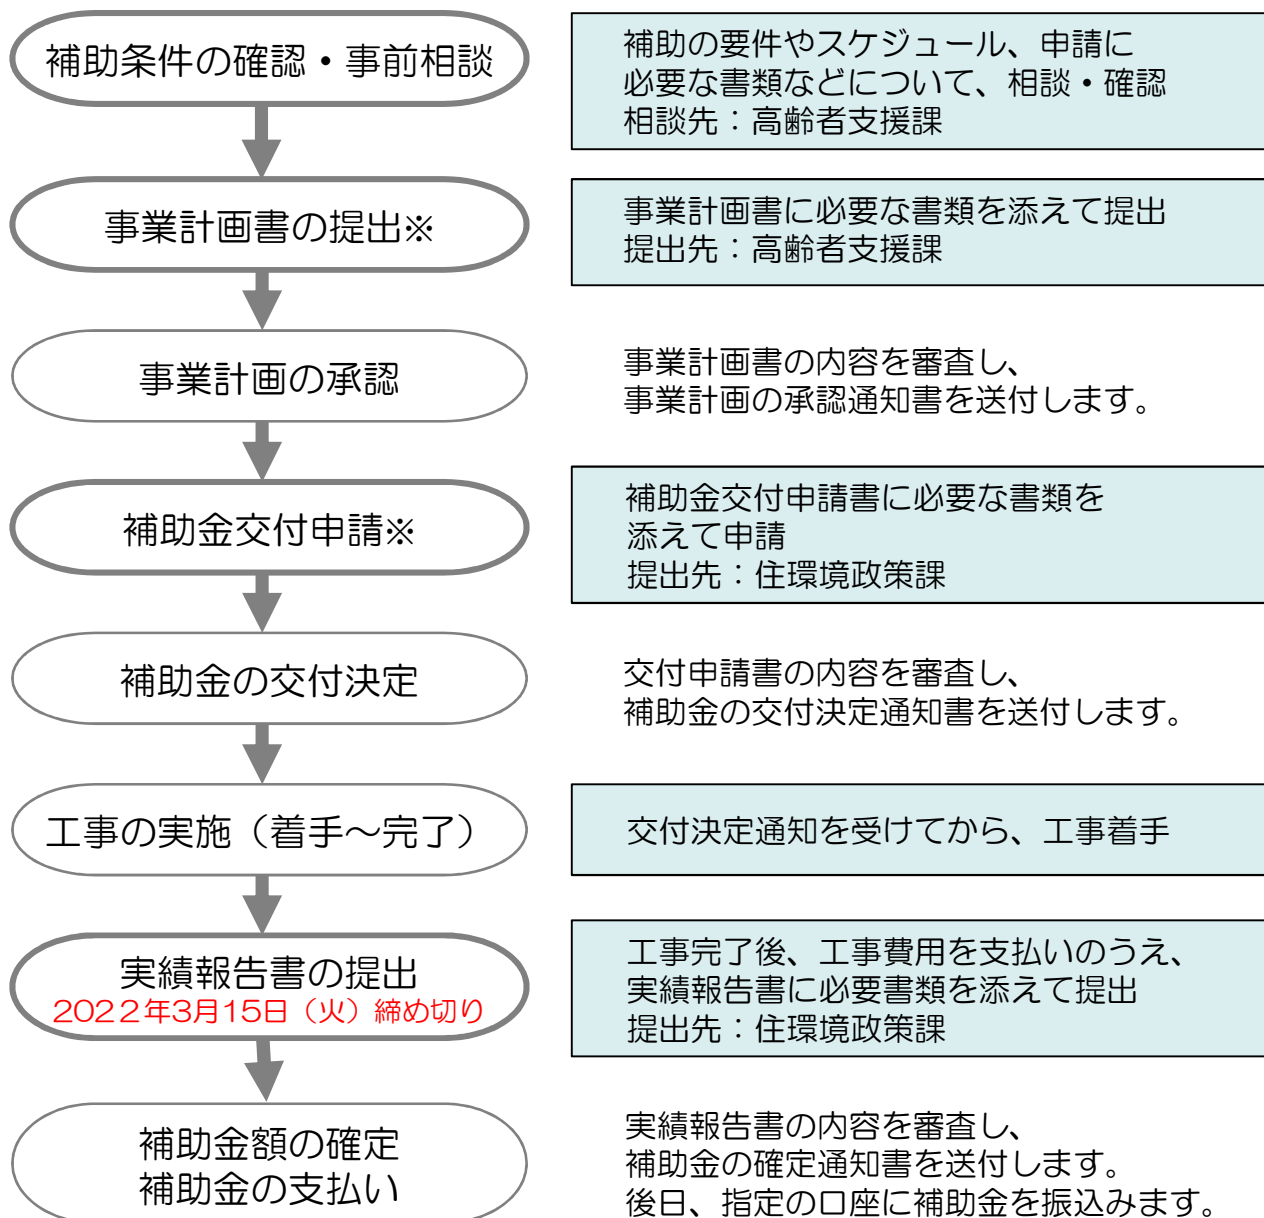 補助条件の確認・事前相談
補助の要件やスケジュール、申請に
必要な書類などについて、相談・確認
相談先：高齢者支援課
事業計画書の提出※
事業計画書に必要な書類を添えて提出
提出先：高齢者支援課
事業計画の承認
事業計画書の内容を審査し、
事業計画の承認通知書を送付します。
補助金交付申請※
補助金交付申請書に必要な書類を
添えて申請
提出先：住環境政策課
補助金の交付決定
交付申請書の内容を審査し、
補助金の交付決定通知書を送付します。
工事の実施（着手～完了）
交付決定通知を受けてから、工事着手
実績報告書の提出
2022年3月15日（火）締め切り
工事完了後、工事費用を支払いのうえ、
実績報告書に必要書類を添えて提出
提出先：住環境政策課
補助金額の確定
補助金の支払い
実績報告書の内容を審査し、
補助金の確定通知書を送付します。
後日、指定の口座に補助金を振込みます。